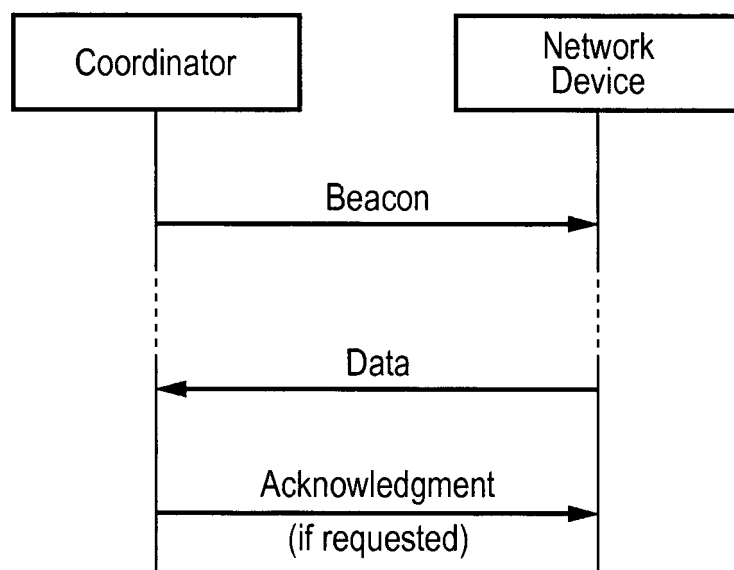 Coordinator
Network
Device
Beacon
Data
Acknowledgment
(if requested)